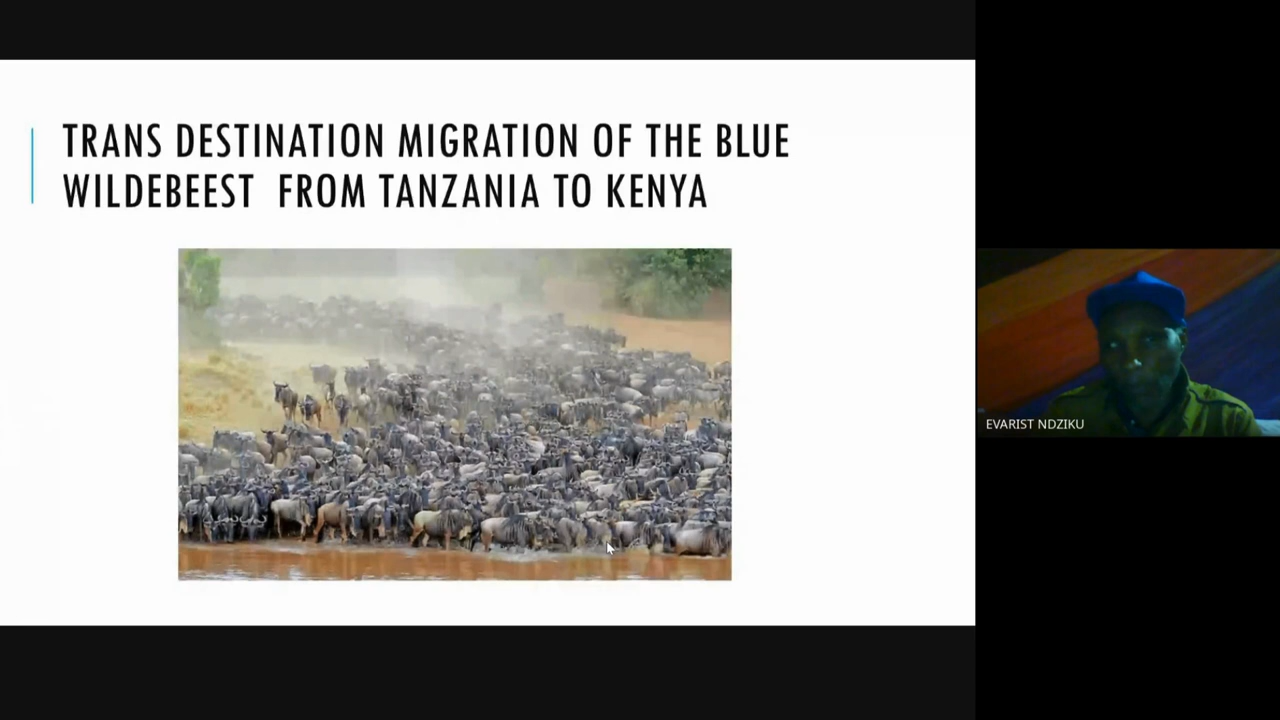 TRANS DESTINATION MIGRATION OF THE BLUE
WILDEBEEST FROM TANZANIA TO KENYA
EVARIST NDZIKU